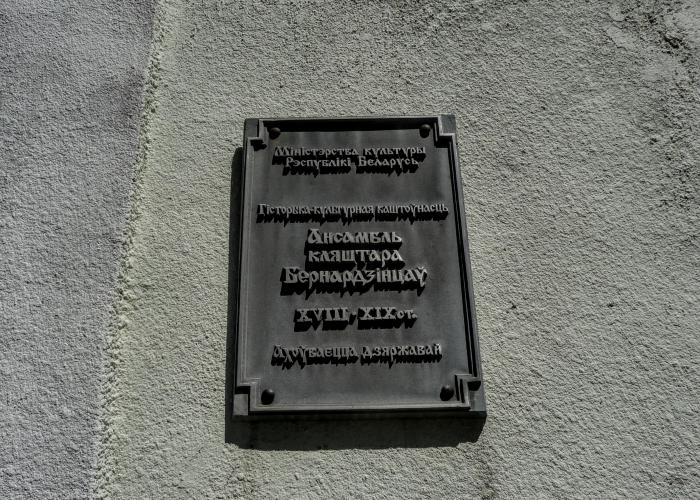 Міністэрства культуры
Рэспублікі Беларусь
Гісторыка-культурная каштоўнасць
Ансамбль
кляштара
Бернардзінцаў
XVIII - XIX ст.
Ахоўваецца дзяржавай